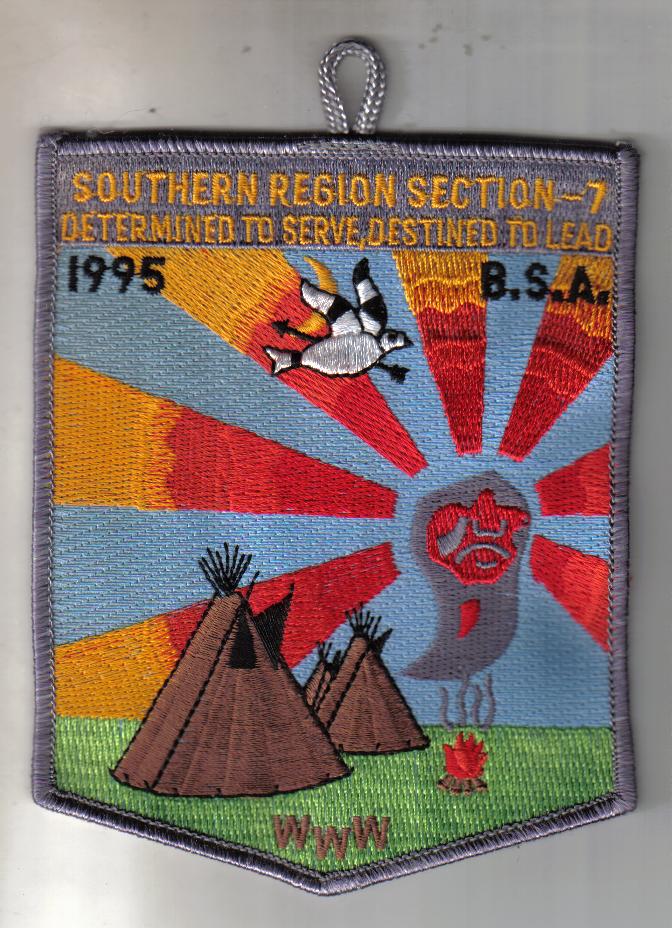 SOUTHERN REGION SECTION-7
DETERMINED TO SERVE, DESTINED TO LEAD
1995 B.S.A.
WWW